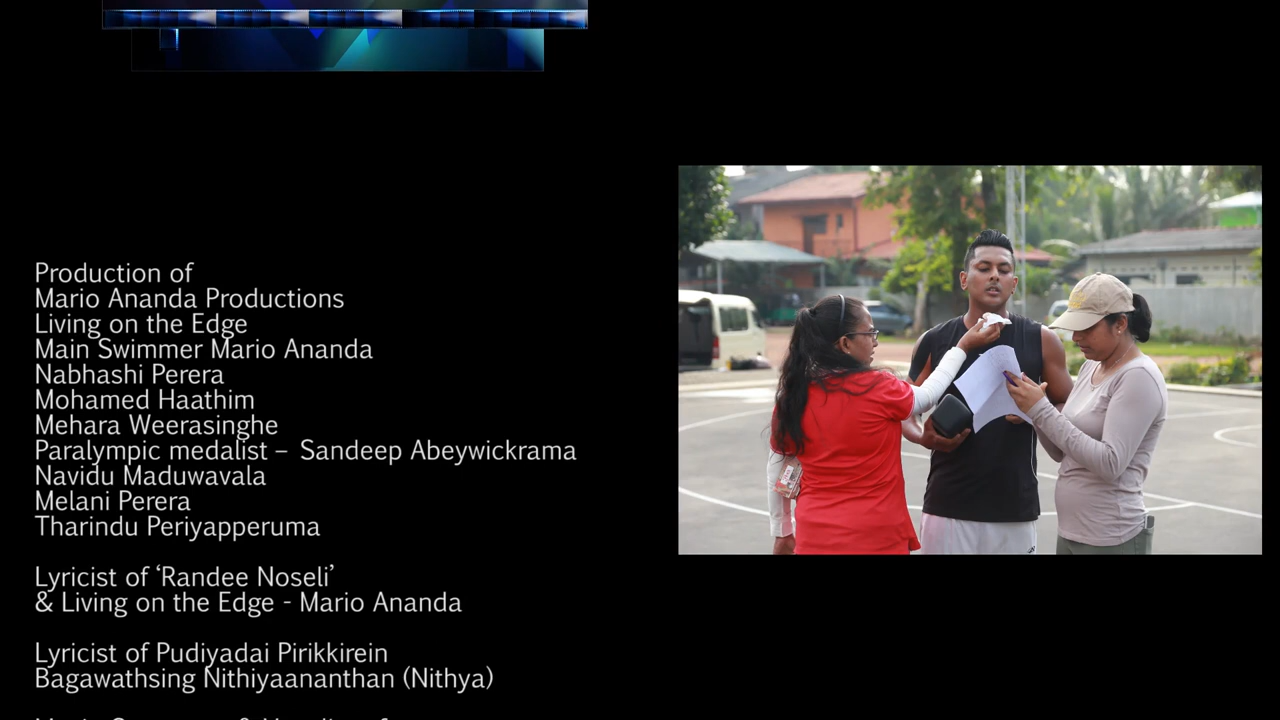 Production of
Mario Ananda Productions
Living on the Edge
Main Swimmer Mario Ananda
Nabhashi Perera
Mohamed Haathim
Mehara Weerasinghe
Paralympic medalist – Sandeep Abeywickrama
Navidu Maduwavala
Melani Perera
Tharindu Periyapperuma
Lyricist of ‘Randee Noseli’
& Living on the Edge - Mario Ananda
Lyricist of Pudiyadai Pirikkirein
Bagawathsing Nithiyaananthan (Nithya)